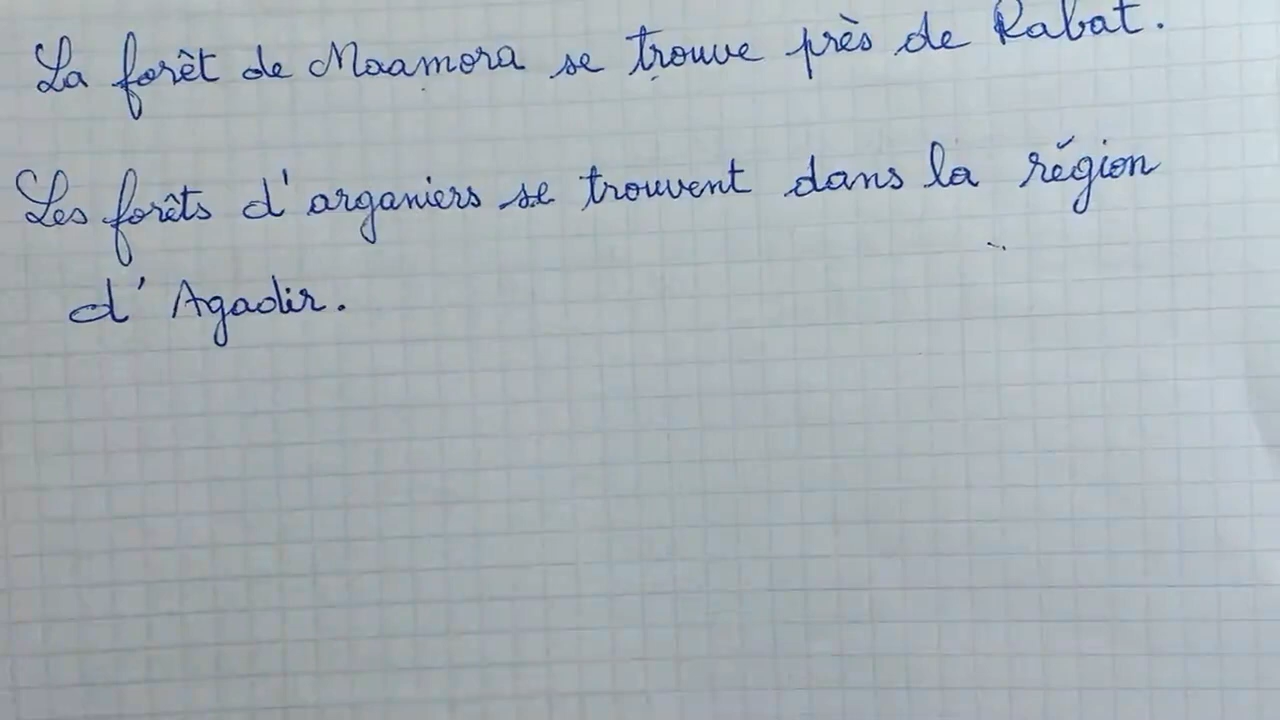 La forêt de Maamora se trouve près de Rabat.
Les forêts d'arganiers se trouvent dans la région
d'Agadir.